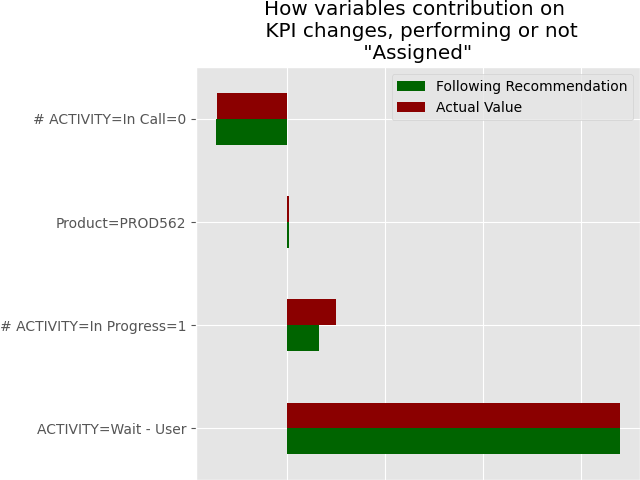 How variables contribution on
KPI changes, performing or not
"Assigned"
Following Recommendation
Actual Value
# ACTIVITY=In Call=0
Product=PROD562
# ACTIVITY=In Progress=1
ACTIVITY=Wait - User